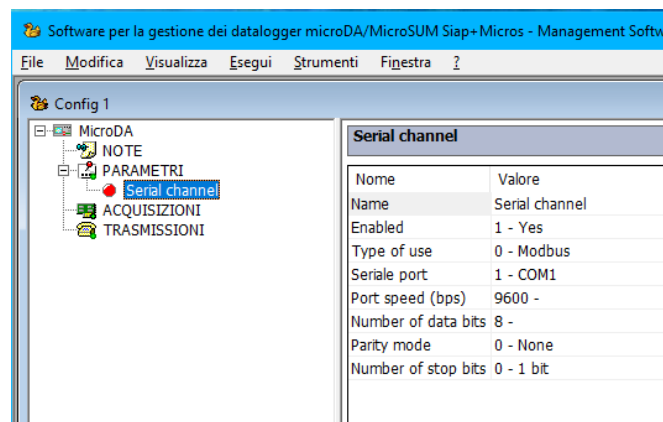 Software per la gestione dei datalogger microDA/MicroSUM Siap+Micros - Management Softw
File Modifica Visualizza Esegui Strumenti Finestra ?
Config 1
MicroDA
NOTE
PARAMETRI
Serial channel
ACQUISIZIONI
TRASMISSIONI
Serial channel
Nome Valore
Name Serial channel
Enabled 1 - Yes
Type of use 0 - Modbus
Seriale port 1 - COM1
Port speed (bps) 9600 -
Number of data bits 8 -
Parity mode 0 - None
Number of stop bits 0 - 1 bit